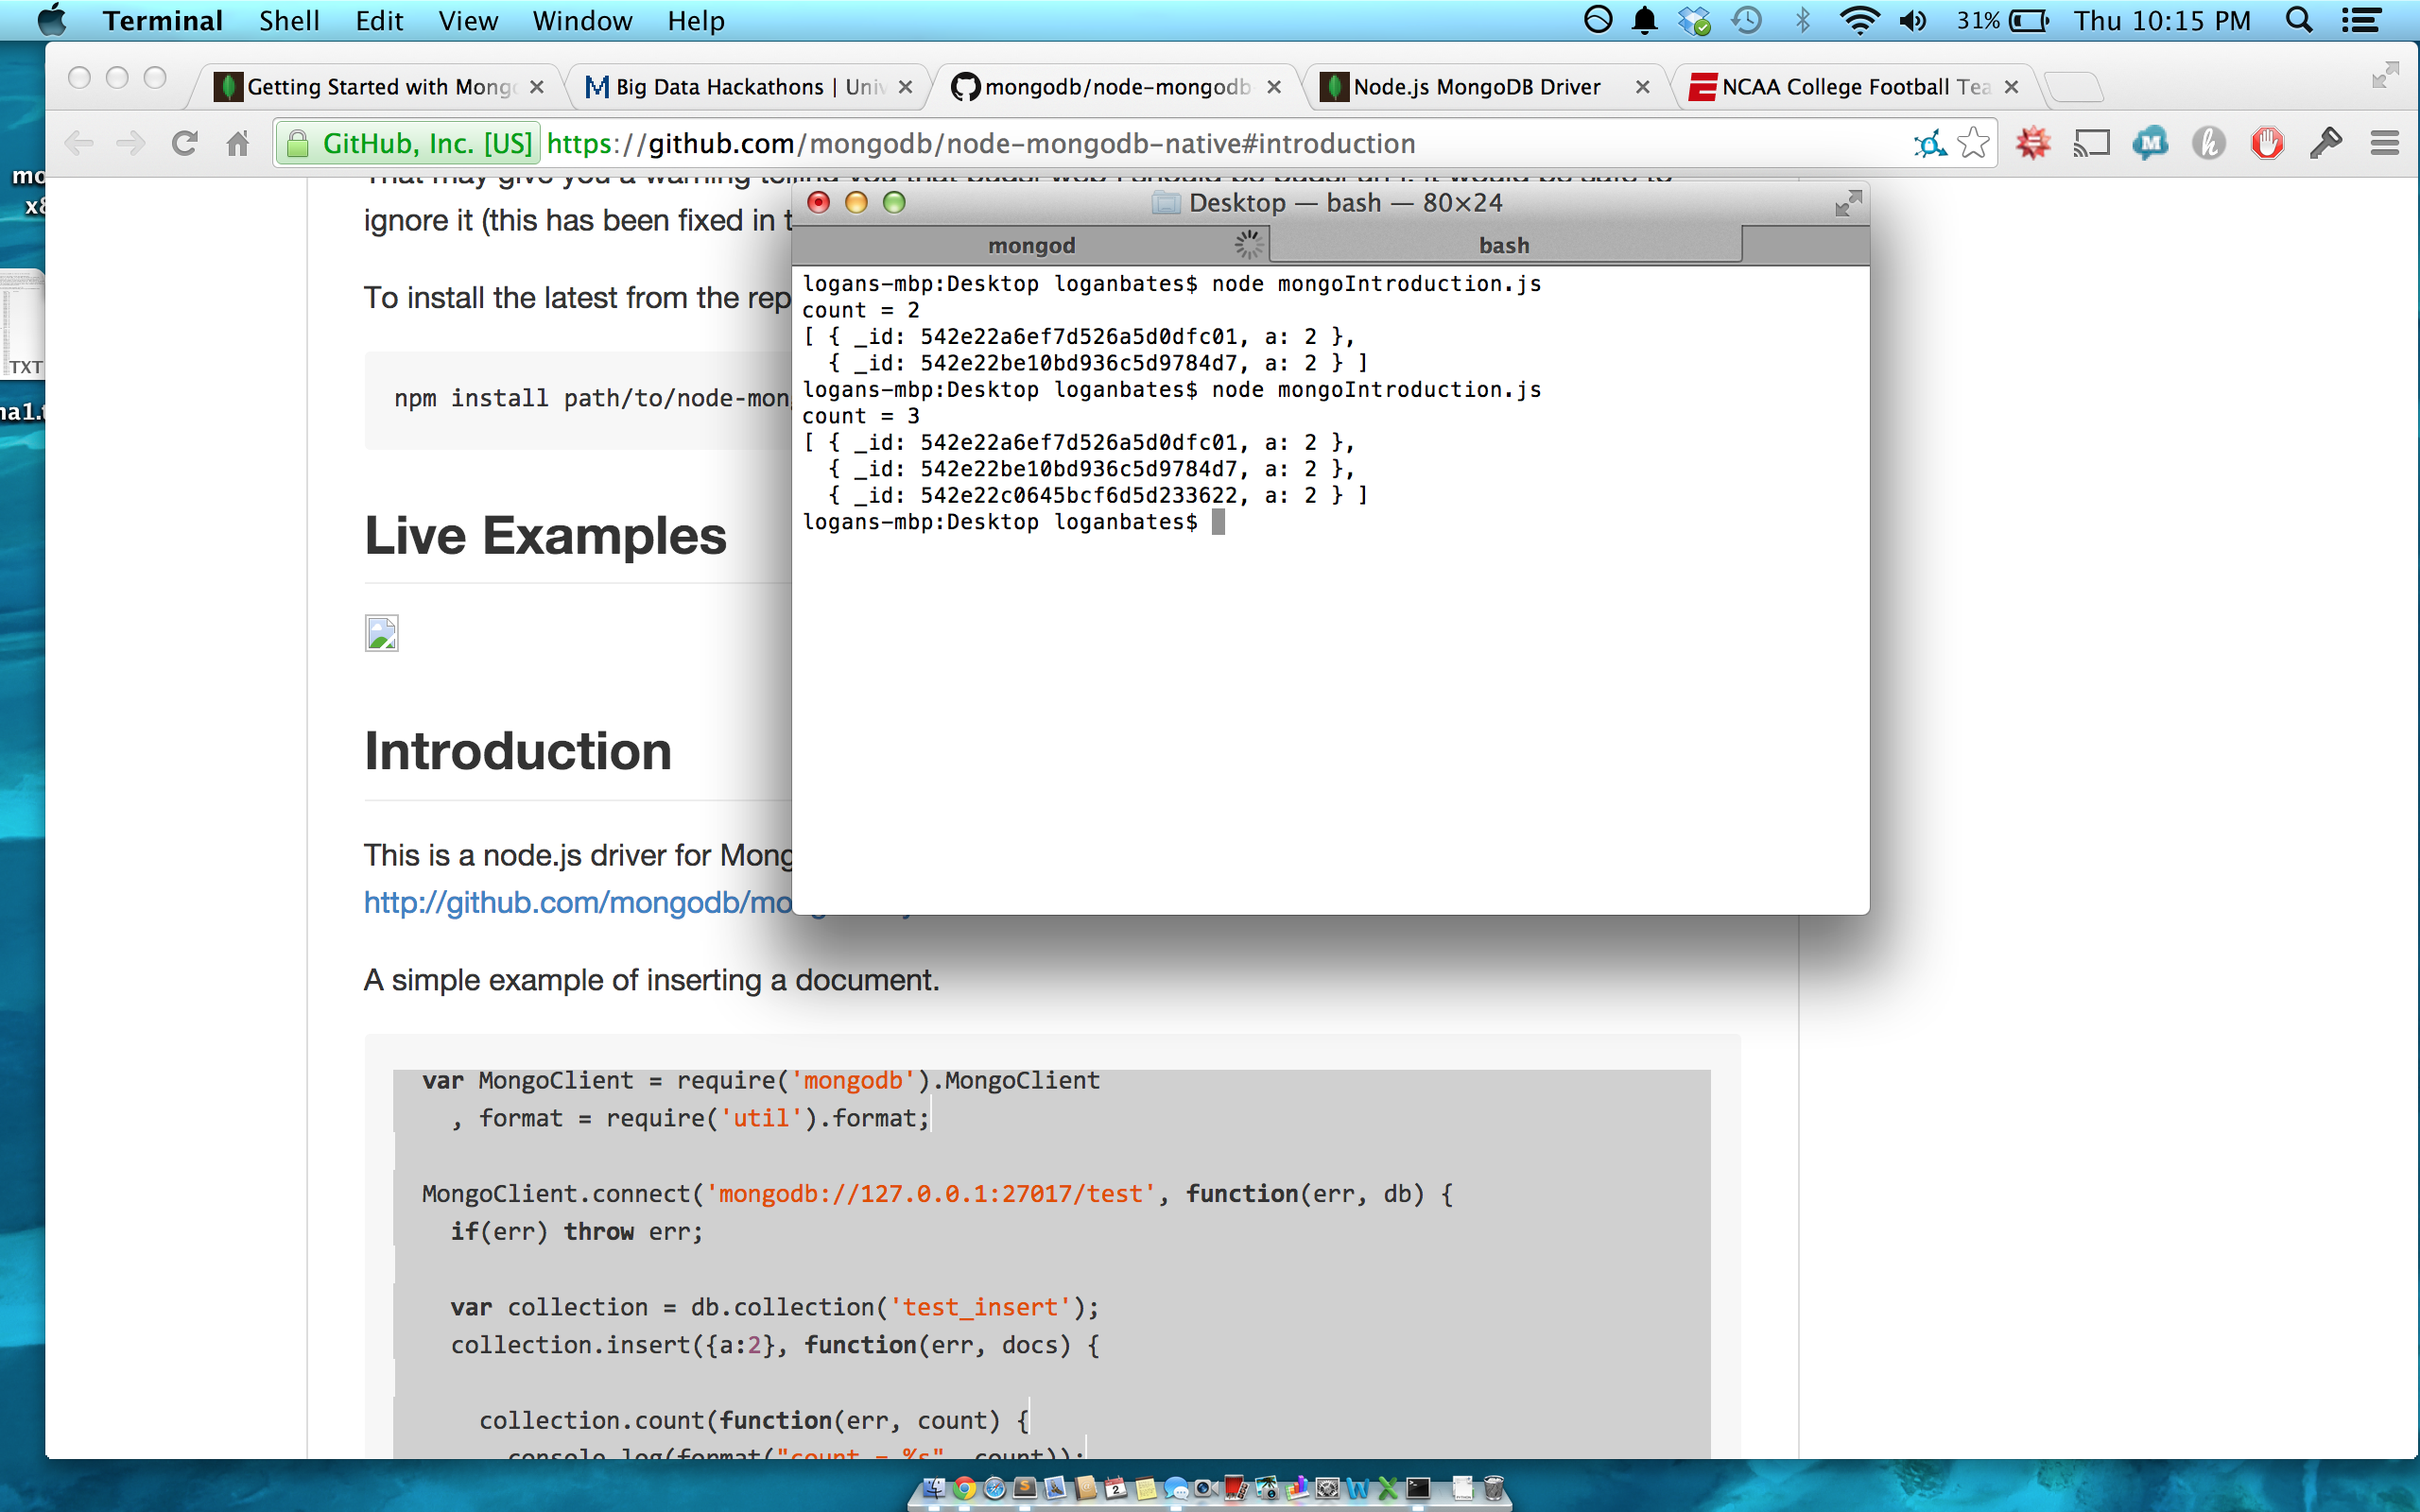 Terminal Shell Edit View Window Help 31% Thu 10:15 PM
Getting Started with Mong Big Data Hackathons | Univ mongodb/node-mongodb- Node.js MongoDB Driver NCAA College Football Tea
GitHub, Inc. [US] https://github.com/mongodb/node-mongodb-native#introduction
ignore it (this has been fixed in t
To install the latest from the rep
npm install path/to/node-mon
Live Examples
Introduction
This is a node.js driver for Mong
http://github.com/mongodb/mo
A simple example of inserting a document.
var MongoClient = require('mongodb').MongoClient
, format = require('util').format;
MongoClient.connect('mongodb://127.0.0.1:27017/test', function(err, db) {
if(err) throw err;
var collection = db.collection('test_insert');
collection.insert({a:2}, function(err, docs) {
collection.count(function(err, count) {
console.log(format("count = %s", count));
Desktop — bash — 80×24
mongod bash
logans-mbp:Desktop loganbates$ node mongoIntroduction.js
count = 2
[ { _id: 542e22a6ef7d526a5d0dfc01, a: 2 },
{ _id: 542e22be10bd936c5d9784d7, a: 2 } ]
logans-mbp:Desktop loganbates$ node mongoIntroduction.js
count = 3
[ { _id: 542e22a6ef7d526a5d0dfc01, a: 2 },
{ _id: 542e22be10bd936c5d9784d7, a: 2 },
{ _id: 542e22c0645bcf6d5d233622, a: 2 } ]
logans-mbp:Desktop loganbates$
TXT